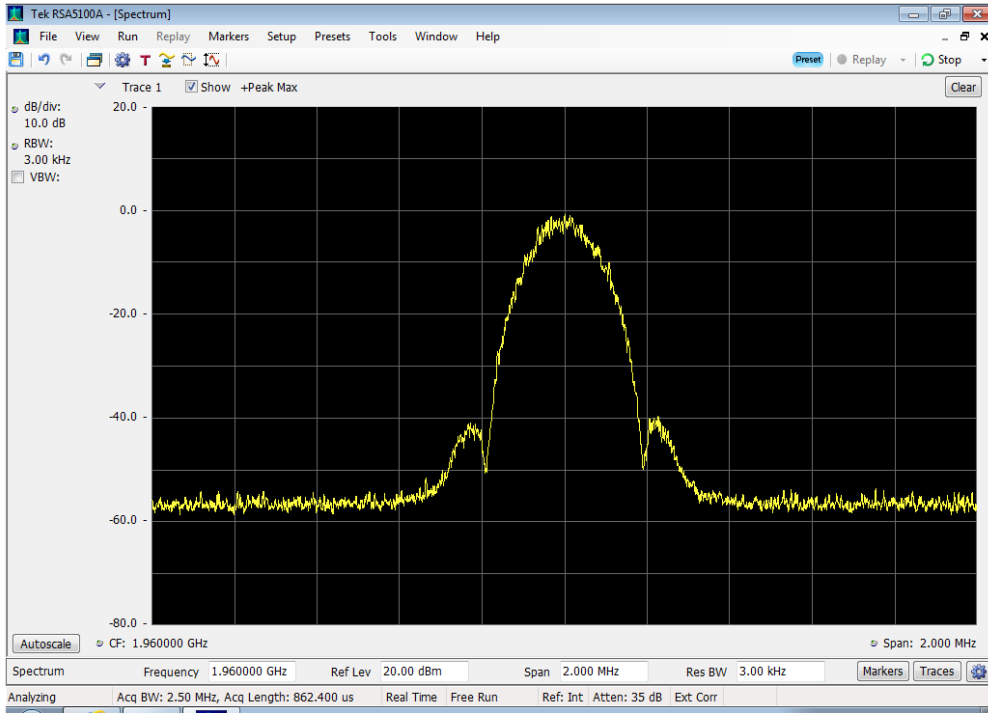 Tek RSA5100A - [Spectrum]
File View Run Replay Markers Setup Presets Tools Window Help
T Preset Replay Stop
Trace 1 Show +Peak Max Clear
dB/div: 20.0
10.0 dB
RBW:
3.00 kHz
VBW:
0.0
-20.0
-40.0
-60.0
-80.0
Autoscale CF: 1.960000 GHz Span: 2.000 MHz
Spectrum Frequency 1.960000 GHz Ref Lev 20.00 dBm Span 2.000 MHz Res BW 3.00 kHz Markers Traces
Analyzing Acq BW: 2.50 MHz, Acq Length: 862.400 us Real Time Free Run Ref: Int Atten: 35 dB Ext Corr